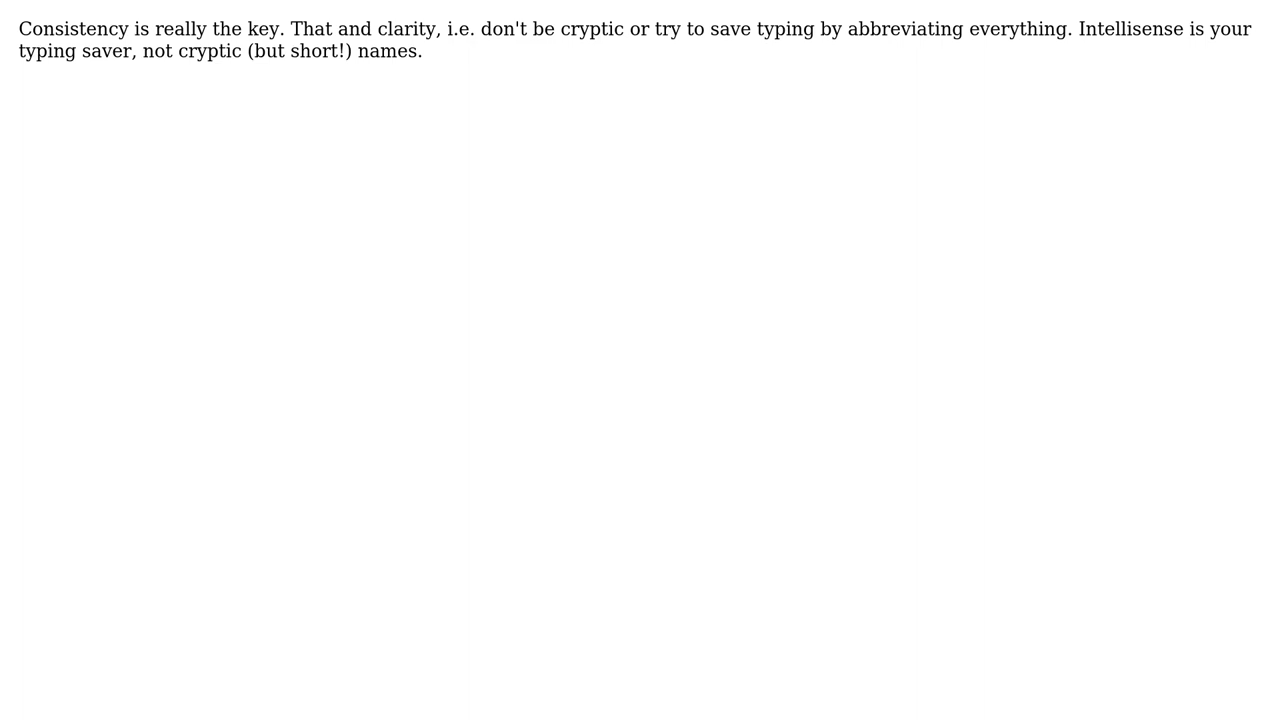 Consistency is really the key. That and clarity, i.e. don't be cryptic or try to save typing by abbreviating everything. Intellisense is your
typing saver, not cryptic (but short!) names.